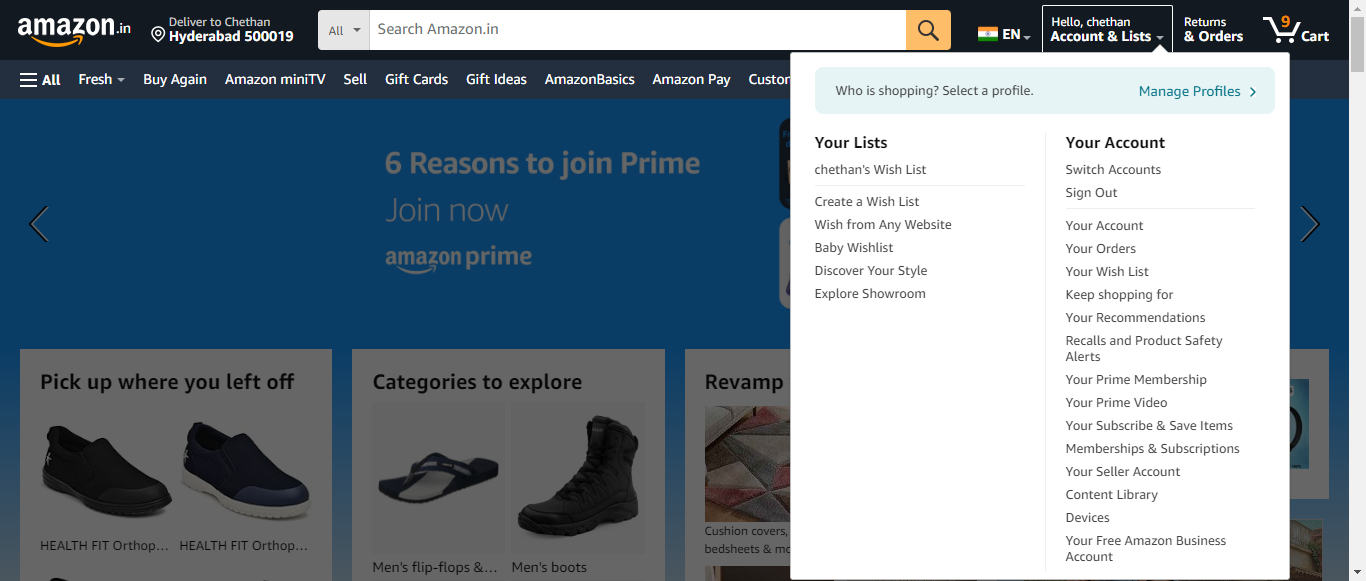 amazon.in
Deliver to Chethan
Hyderabad 500019
All
Search Amazon.in
EN
Hello, chethan
Account & Lists
Returns
& Orders
9
Cart
All
Fresh
Buy Again
Amazon miniTV
Sell
Gift Cards
Gift Ideas
AmazonBasics
Amazon Pay
Custon
Who is shopping? Select a profile.
Manage Profiles
Your Lists
chethan's Wish List
Create a Wish List
Wish from Any Website
Baby Wishlist
Discover Your Style
Explore Showroom
Your Account
Switch Accounts
Sign Out
Your Account
Your Orders
Your Wish List
Keep shopping for
Your Recommendations
Recalls and Product Safety
Alerts
Your Prime Membership
Your Prime Video
Your Subscribe & Save Items
Memberships & Subscriptions
Your Seller Account
Content Library
Devices
Your Free Amazon Business
Account
6 Reasons to join Prime
Join now
amazon prime
Pick up where you left off
HEALTH FIT Orthop...
HEALTH FIT Orthop...
Categories to explore
Men's flip-flops &...
Men's boots
Revamp
Cushion covers,
bedsheets & mo